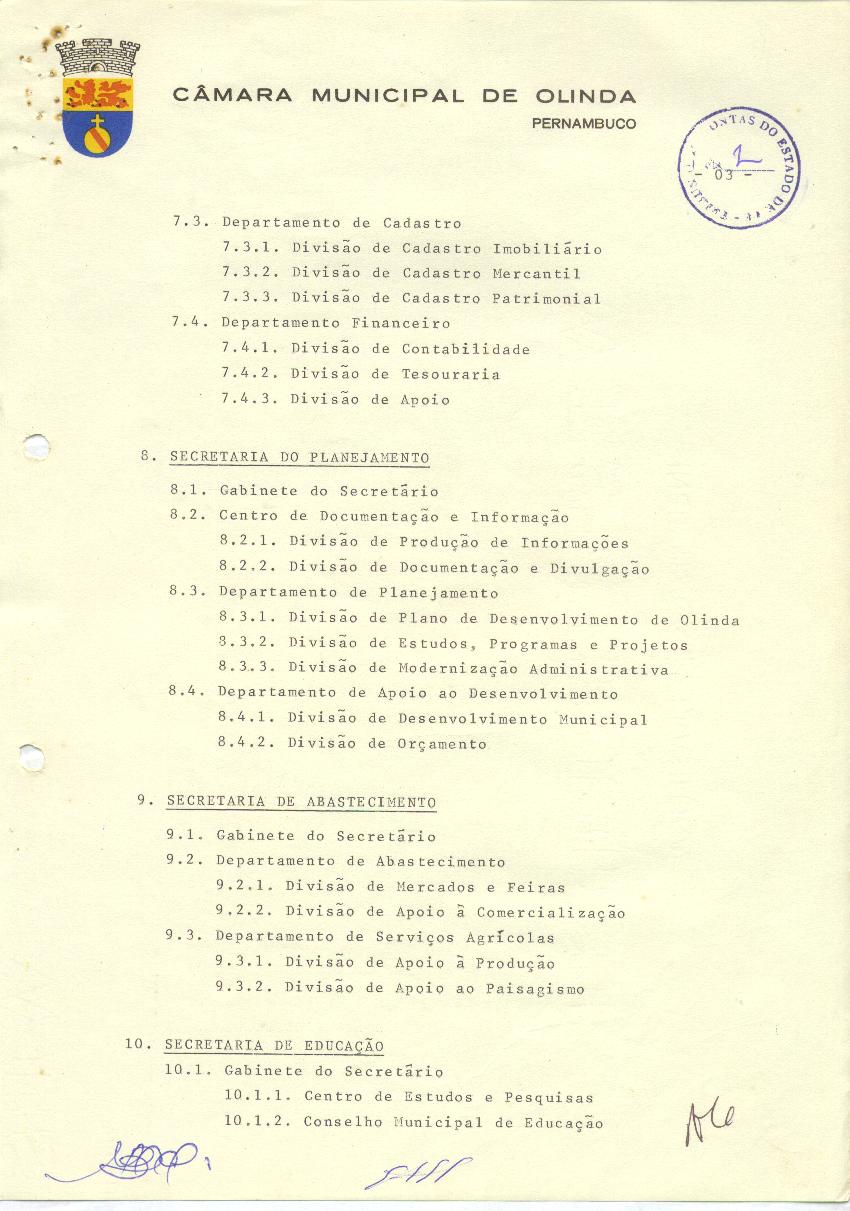 CÂMARA MUNICIPAL DE OLINDA
PERNAMBUCO
ONTAS DO ESTADO DE
- 03 -
7.3. Departamento de Cadastro
7.3.1. Divisão de Cadastro Imobiliário
7.3.2. Divisão de Cadastro Mercantil
7.3.3. Divisão de Cadastro Patrimonial
7.4. Departamento Financeiro
7.4.1. Divisão de Contabilidade
7.4.2. Divisão de Tesouraria
7.4.3. Divisão de Apoio
8. SECRETARIA DO PLANEJAMENTO
8.1. Gabinete do Secretário
8.2. Centro de Documentação e Informação
8.2.1. Divisão de Produção de Informações
8.2.2. Divisão de Documentação e Divulgação
8.3. Departamento de Planejamento
8.3.1. Divisão de Plano de Desenvolvimento de Olinda
8.3.2. Divisão de Estudos, Programas e Projetos
8.3.3. Divisão de Modernização Administrativa
8.4. Departamento de Apoio ao Desenvolvimento
8.4.1. Divisão de Desenvolvimento Municipal
8.4.2. Divisão de Orçamento
9. SECRETARIA DE ABASTECIMENTO
9.1. Gabinete do Secretário
9.2. Departamento de Abastecimento
9.2.1. Divisão de Mercados e Feiras
9.2.2. Divisão de Apoio à Comercialização
9.3. Departamento de Serviços Agrícolas
9.3.1. Divisão de Apoio à Produção
9.3.2. Divisão de Apoio ao Paisagismo
10. SECRETARIA DE EDUCAÇÃO
10.1. Gabinete do Secretário
10.1.1. Centro de Estudos e Pesquisas
10.1.2. Conselho Municipal de Educação